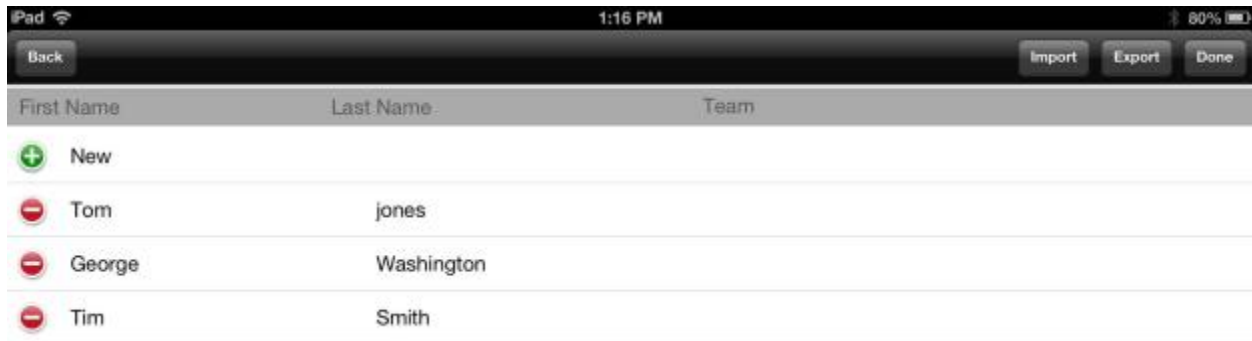 iPad 1:16 PM 80%
Back Import Export Done
First Name Last Name Team
New
Tom jones
George Washington
Tim Smith